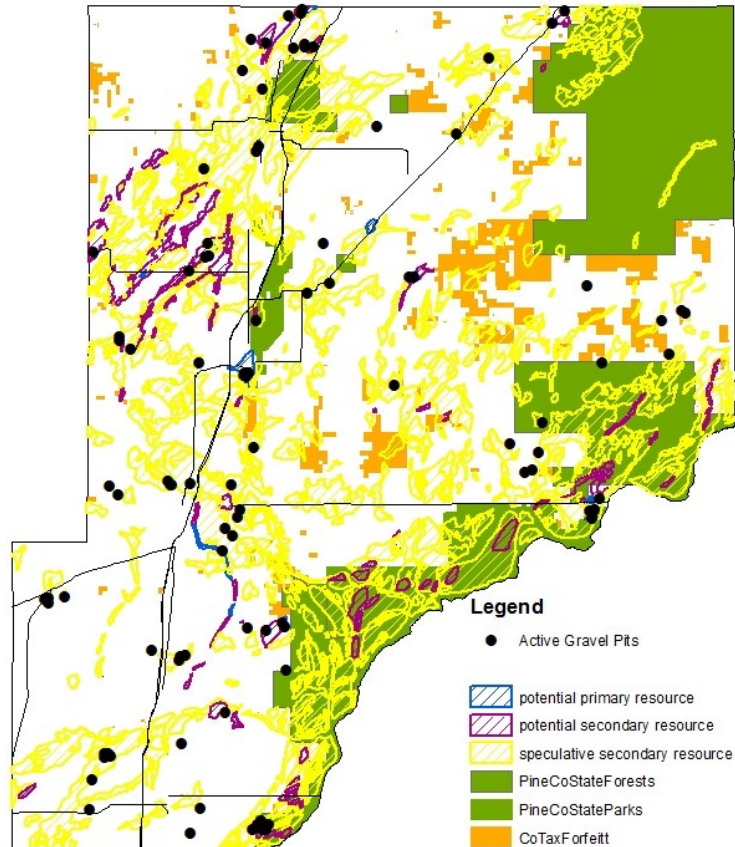 Legend
Active Gravel Pits
potential primary resource
potential secondary resource
speculative secondary resource
PineCoStateForests
PineCoStateParks
CoTaxForfeitt